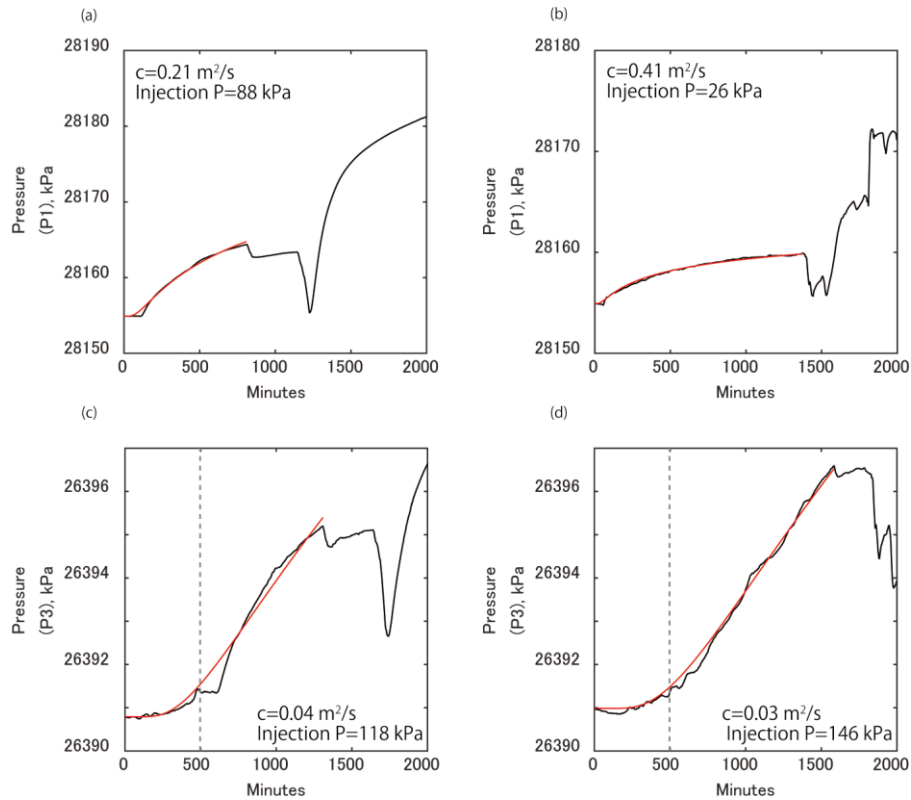 (a)
28190
28180
28170
28160
28150
Pressure
(P1), kPa
c=0.21 m²/s
Injection P=88 kPa
0 500 1000 1500 2000
Minutes
(b)
28180
28170
28160
28150
Pressure
(P1), kPa
c=0.41 m²/s
Injection P=26 kPa
0 500 1000 1500 2000
Minutes
(c)
26396
26394
26392
26390
Pressure
(P3), kPa
c=0.04 m²/s
Injection P=118 kPa
0 500 1000 1500 2000
Minutes
(d)
26396
26394
26392
26390
Pressure
(P3), kPa
c=0.03 m²/s
Injection P=146 kPa
0 500 1000 1500 2000
Minutes